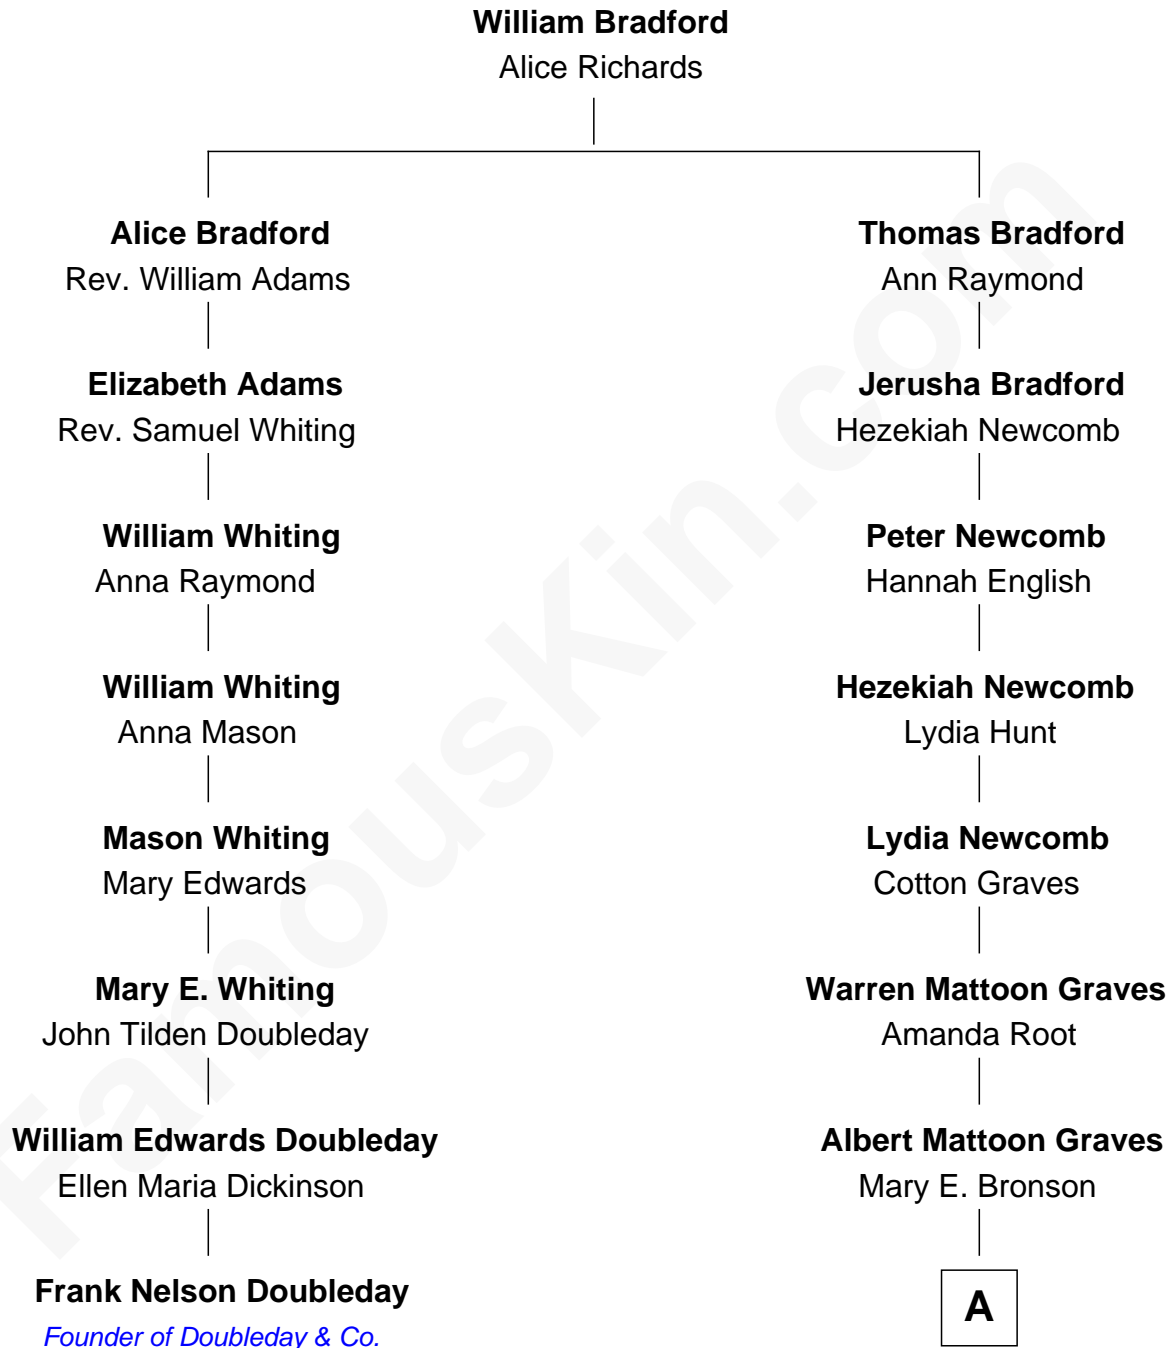 William Bradford
Alice Richards
Alice Bradford
Rev. William Adams
Thomas Bradford
Ann Raymond
Elizabeth Adams
Rev. Samuel Whiting
Jerusha Bradford
Hezekiah Newcomb
William Whiting
Anna Raymond
Peter Newcomb
Hannah English
William Whiting
Anna Mason
Hezekiah Newcomb
Lydia Hunt
Mason Whiting
Mary Edwards
Lydia Newcomb
Cotton Graves
Mary E. Whiting
John Tilden Doubleday
Warren Mattoon Graves
Amanda Root
William Edwards Doubleday
Ellen Maria Dickinson
Albert Mattoon Graves
Mary E. Bronson
Frank Nelson Doubleday
Founder of Doubleday & Co.
A
FamousKin.com